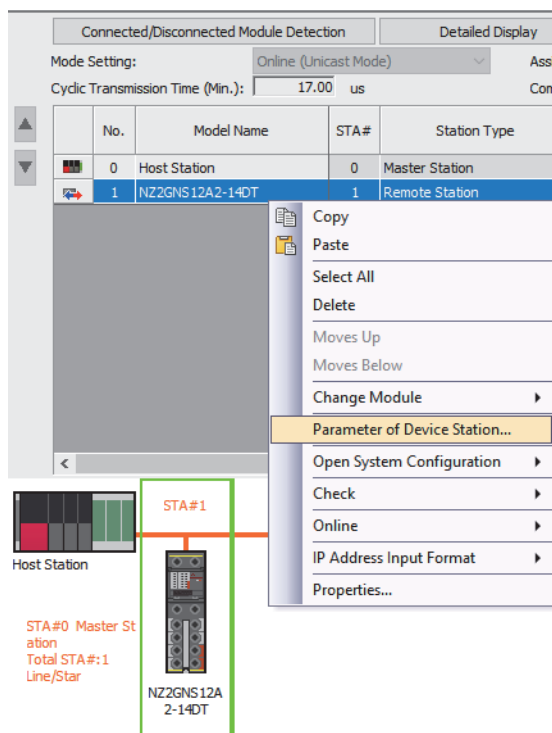 Connected/Disconnected Module Detection Detailed Display
Mode Setting: Online (Unicast Mode) Ass
Cyclic Transmission Time (Min.): 17.00 us Con
No. Model Name STA# Station Type
0 Host Station 0 Master Station
1 NZ2GNS12A2-14DT 1 Remote Station
Copy
Paste
Select All
Delete
Moves Up
Moves Below
Change Module
Parameter of Device Station...
Open System Configuration
Check
Online
IP Address Input Format
Properties...
STA#1
Host Station
STA#0 Master St
ation
Total STA#:1
Line/Star
NZ2GNS12A
2-14DT